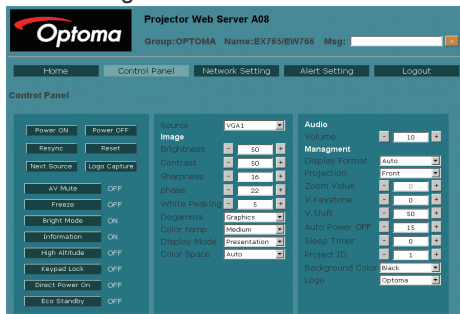 Optoma
Projector Web Server A08
Group:OPTOMA Name:EX765/EW766 Msg:
Home Control Panel Network Setting Alert Setting Logout
Control Panel
Power ON Power OFF
Resync Reset
Next Source Logo Capture
AV Mute OFF
Freeze OFF
Bright Mode ON
Information ON
High Altitude OFF
Keypad Lock OFF
Direct Power On OFF
Eco Standby OFF
Source VGA1
Image
Brightness - 50 +
Contrast - 50 +
Sharpness - 16 +
phase - 22 +
White Peaking - 5 +
Degamma Graphics
Color temp Medium
Display Mode Presentation
Color Space Auto
Audio
Volume - 10 +
Managment
Display Format Auto
Projection Front
Zoom Value - 0 +
V.Keystone - 0 +
V.Shift - 50 +
Auto Power OFF - 15 +
Sleep Timer - 0 +
Project ID - 1 +
Background Color Black
Logo Optoma